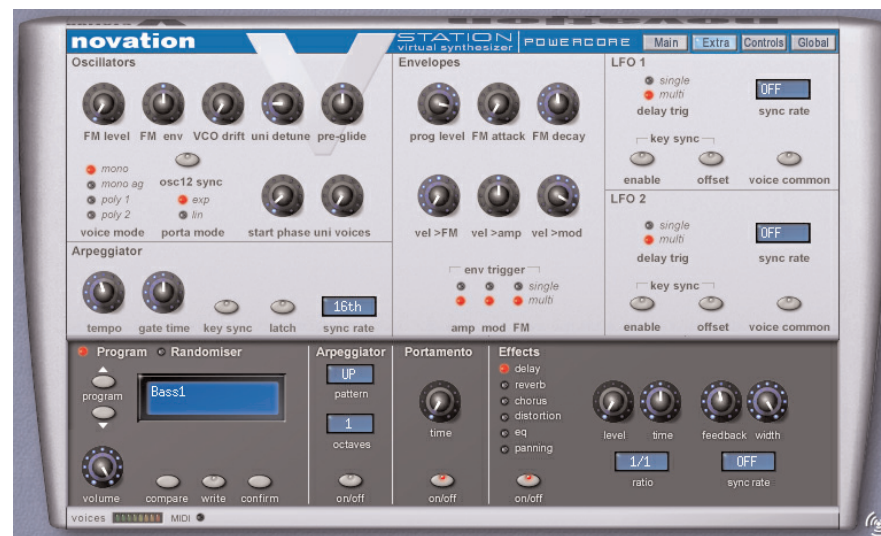 novation
V STATION
virtual synthesizer
POWERCORE
Main Extra Controls Global
Oscillators
FM level FM env VCO drift uni detune pre-glide
mono
mono ag
poly 1
poly 2
voice mode
osc12 sync
exp
lin
porta mode
start phase uni voices
Arpeggiator
tempo gate time key sync latch
16th
sync rate
Envelopes
prog level FM attack FM decay
vel >FM vel >amp vel >mod
env trigger
single
multi
amp mod FM
LFO 1
single
multi
delay trig
OFF
sync rate
key sync
enable offset voice common
LFO 2
single
multi
delay trig
OFF
sync rate
key sync
enable offset voice common
Program Randomiser
program
Bass1
volume compare write confirm
Arpeggiator
UP
pattern
1
octaves
on/off
Portamento
time
on/off
Effects
delay
reverb
chorus
distortion
eq
panning
on/off
level time feedback width
1/1
ratio
OFF
sync rate
voices MIDI